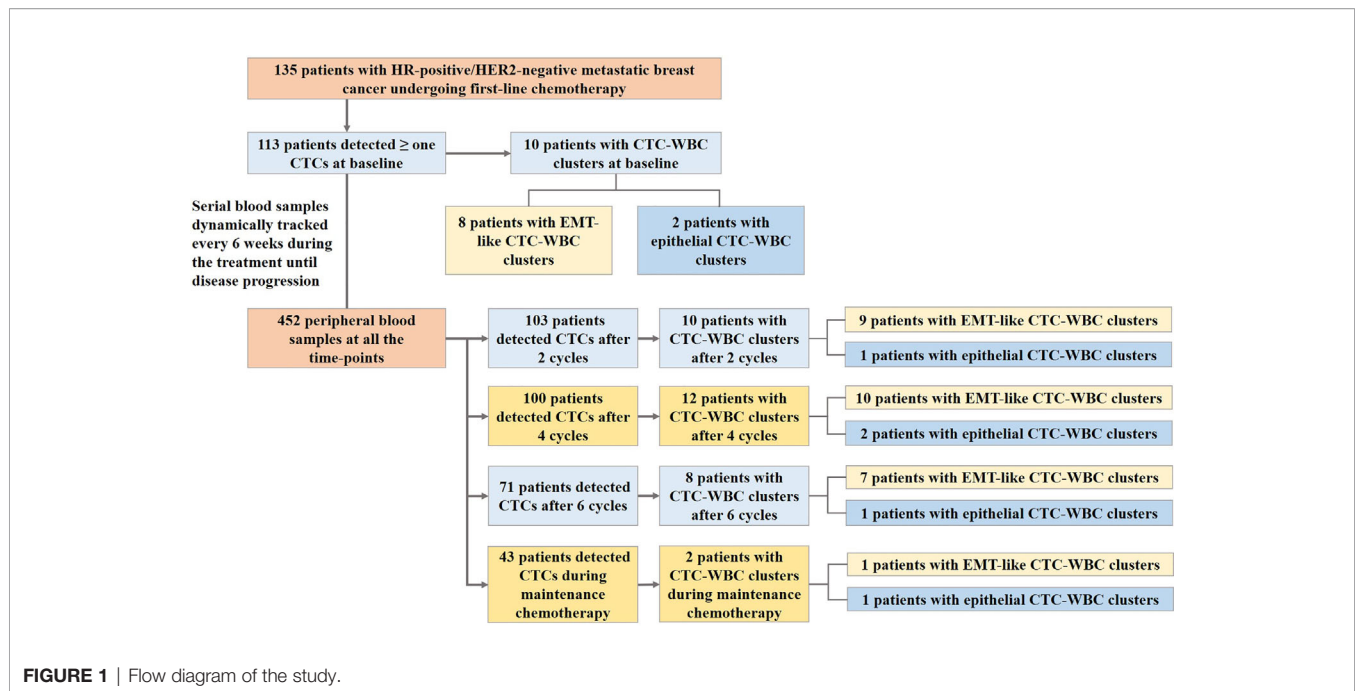 135 patients with HR-positive/HER2-negative metastatic breast
cancer undergoing first-line chemotherapy
113 patients detected ≥ one
CTCs at baseline
10 patients with CTC-WBC
clusters at baseline
Serial blood samples
dynamically tracked
every 6 weeks during
the treatment until
disease progression
8 patients with EMT-
like CTC-WBC
clusters
2 patients with
epithelial CTC-WBC
clusters
452 peripheral blood
samples at all the
time-points
103 patients
detected CTCs after
2 cycles
10 patients with
CTC-WBC clusters
after 2 cycles
9 patients with EMT-like CTC-WBC clusters
1 patients with epithelial CTC-WBC clusters
100 patients
detected CTCs after
4 cycles
12 patients with
CTC-WBC clusters
after 4 cycles
10 patients with EMT-like CTC-WBC clusters
2 patients with epithelial CTC-WBC clusters
71 patients detected
CTCs after 6 cycles
8 patients with
CTC-WBC clusters
after 6 cycles
7 patients with EMT-like CTC-WBC clusters
1 patients with epithelial CTC-WBC clusters
43 patients detected
CTCs during
maintenance
chemotherapy
2 patients with
CTC-WBC clusters
during maintenance
chemotherapy
1 patients with EMT-like CTC-WBC clusters
1 patients with epithelial CTC-WBC clusters
FIGURE 1 | Flow diagram of the study.